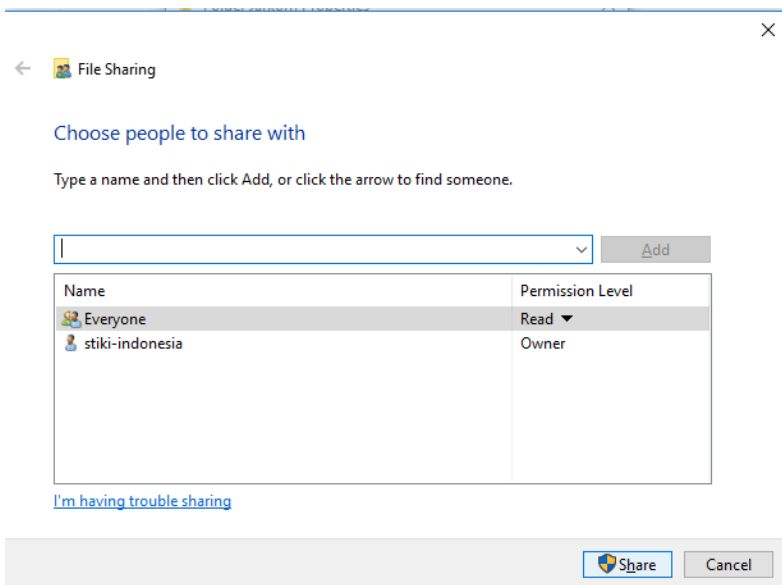 File Sharing
Choose people to share with
Type a name and then click Add, or click the arrow to find someone.
Add
Name Permission Level
Everyone Read
stiki-indonesia Owner
I'm having trouble sharing
Share Cancel